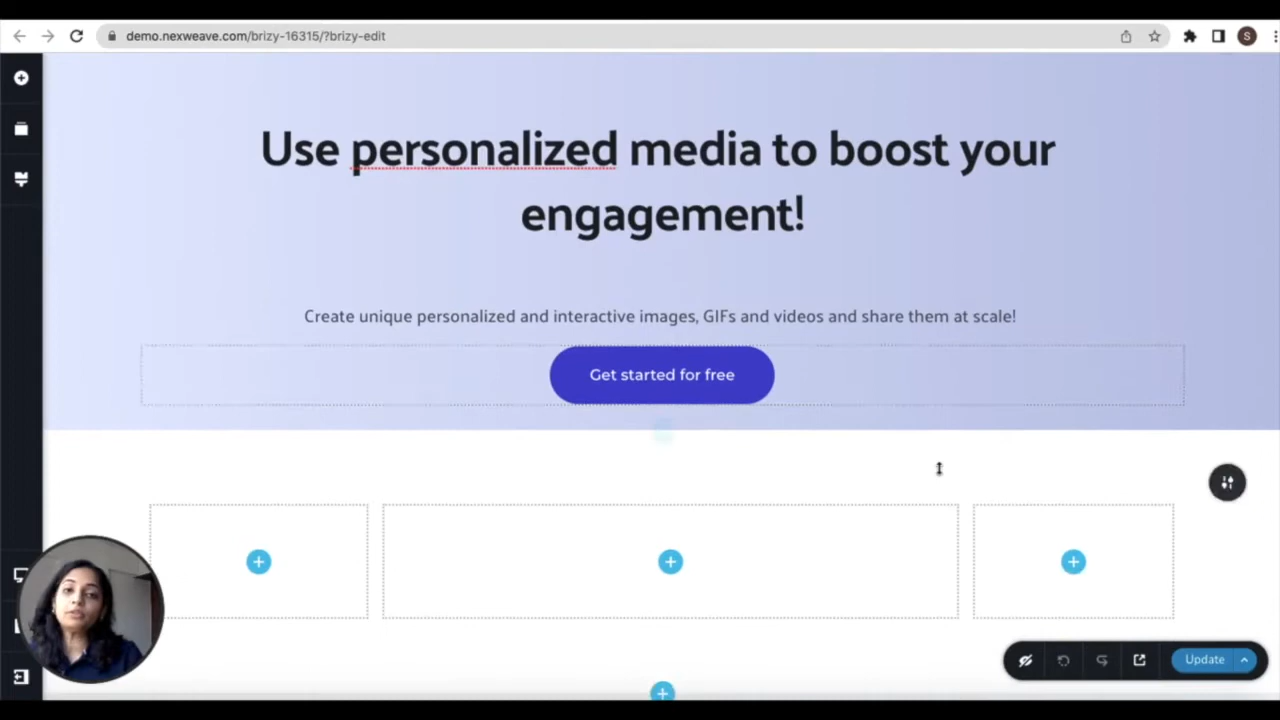 demo.nexweave.com/brizy-16315/?brizy-edit
S
Use personalized media to boost your
engagement!
Create unique personalized and interactive images, GIFs and videos and share them at scale!
Get started for free
Update